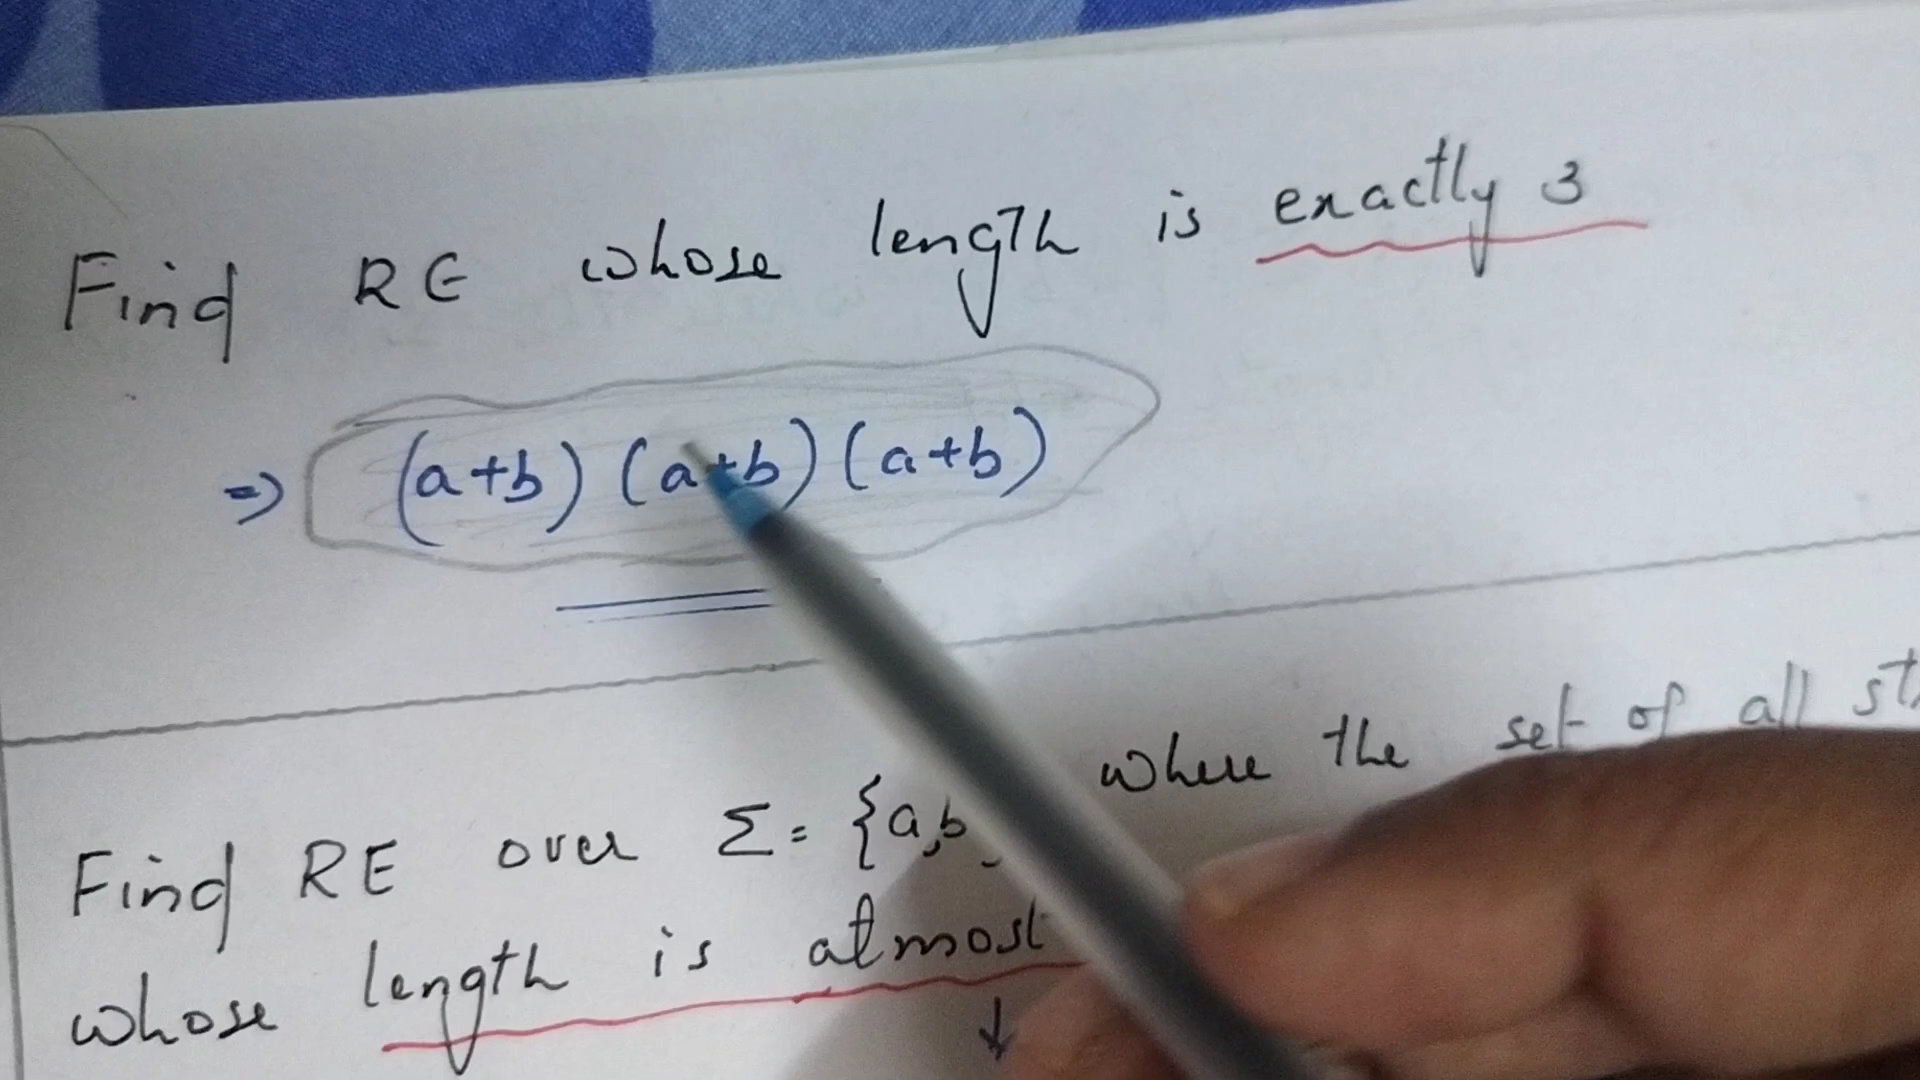 Find RE whose length is exactly 3
⇒ (a+b) (a+b) (a+b)
Find RE over Σ = {a,b where the set of all
whose length is atmost
↓